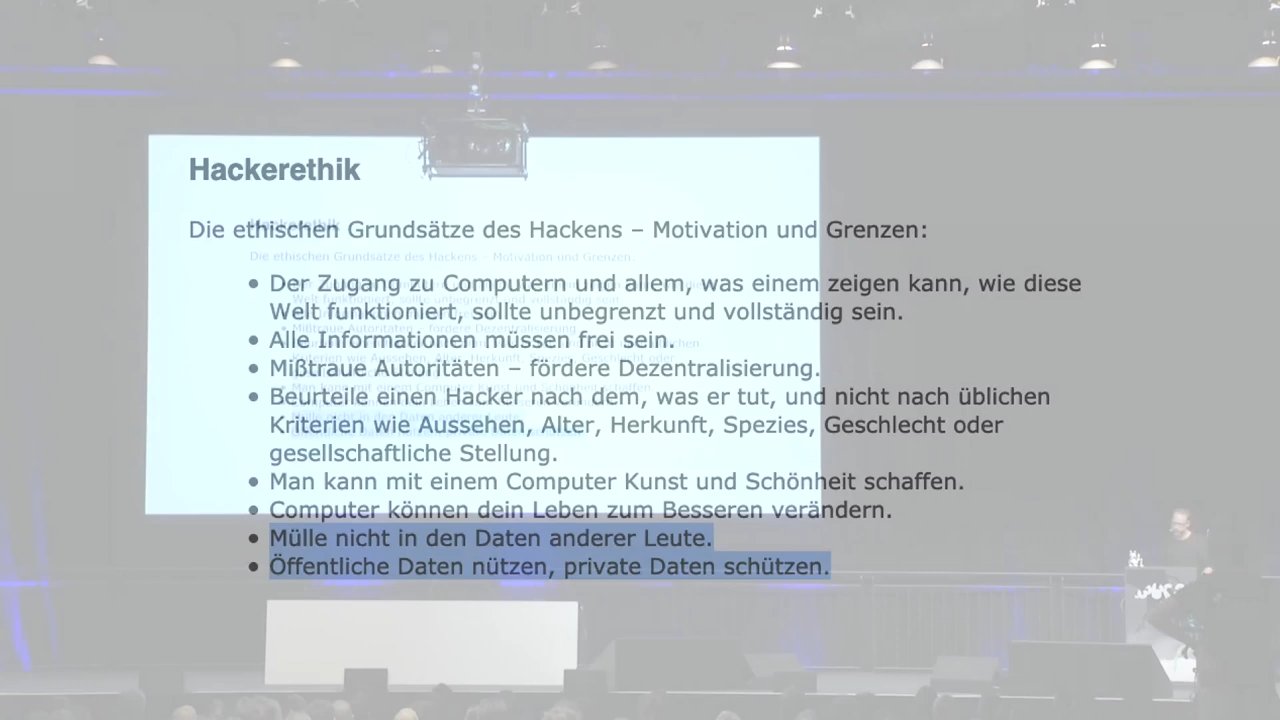 Hackerethik
Die ethischen Grundsätze des Hackens – Motivation und Grenzen:
• Der Zugang zu Computern und allem, was einem zeigen kann, wie diese
Welt funktioniert, sollte unbegrenzt und vollständig sein.
• Alle Informationen müssen frei sein.
• Mißtraue Autoritäten – fördere Dezentralisierung.
• Beurteile einen Hacker nach dem, was er tut, und nicht nach üblichen
Kriterien wie Aussehen, Alter, Herkunft, Spezies, Geschlecht oder
gesellschaftliche Stellung.
• Man kann mit einem Computer Kunst und Schönheit schaffen.
• Computer können dein Leben zum Besseren verändern.
• Mülle nicht in den Daten anderer Leute.
• Öffentliche Daten nützen, private Daten schützen.